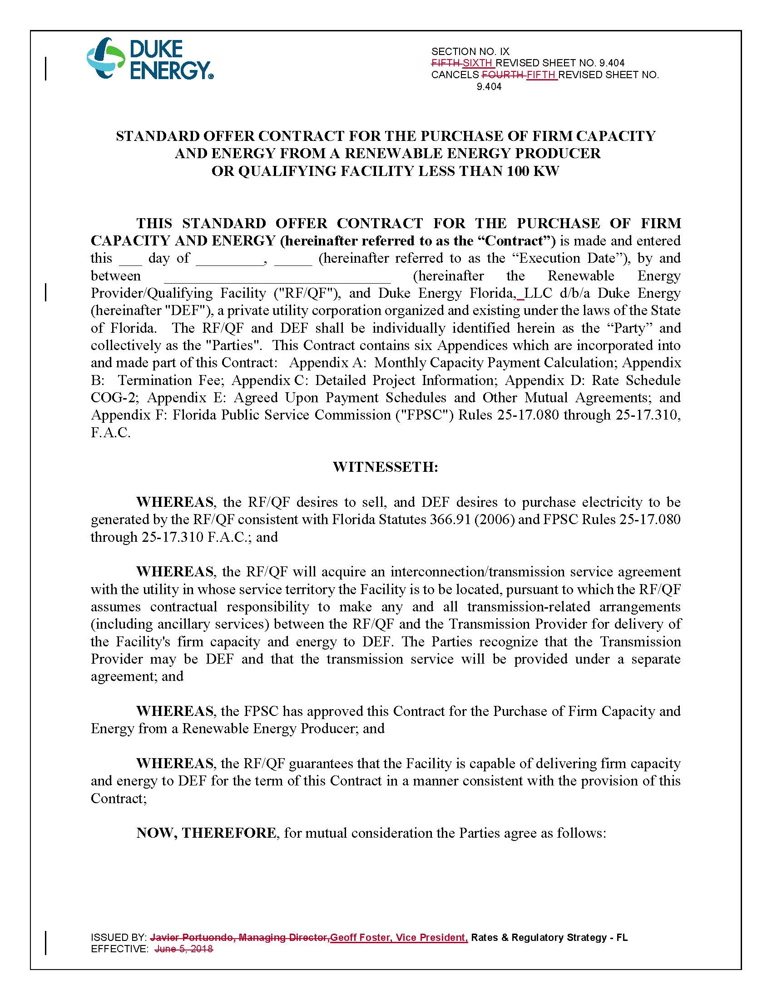 DUKE
ENERGY®
SECTION NO. IX
FIFTH SIXTH REVISED SHEET NO. 9.404
CANCELS FOURTH FIFTH REVISED SHEET NO.
9.404
STANDARD OFFER CONTRACT FOR THE PURCHASE OF FIRM CAPACITY
AND ENERGY FROM A RENEWABLE ENERGY PRODUCER
OR QUALIFYING FACILITY LESS THAN 100 KW
THIS STANDARD OFFER CONTRACT FOR THE PURCHASE OF FIRM
CAPACITY AND ENERGY (hereinafter referred to as the “Contract”) is made and entered
this ___ day of _________, _____ (hereinafter referred to as the “Execution Date”), by and
between ______________________________ (hereinafter the Renewable Energy
Provider/Qualifying Facility ("RF/QF"), and Duke Energy Florida, LLC d/b/a Duke Energy
(hereinafter "DEF"), a private utility corporation organized and existing under the laws of the State
of Florida. The RF/QF and DEF shall be individually identified herein as the “Party” and
collectively as the "Parties". This Contract contains six Appendices which are incorporated into
and made part of this Contract: Appendix A: Monthly Capacity Payment Calculation; Appendix
B: Termination Fee; Appendix C: Detailed Project Information; Appendix D: Rate Schedule
COG-2; Appendix E: Agreed Upon Payment Schedules and Other Mutual Agreements; and
Appendix F: Florida Public Service Commission ("FPSC") Rules 25-17.080 through 25-17.310,
F.A.C.
WITNESSETH:
WHEREAS, the RF/QF desires to sell, and DEF desires to purchase electricity to be
generated by the RF/QF consistent with Florida Statutes 366.91 (2006) and FPSC Rules 25-17.080
through 25-17.310 F.A.C.; and
WHEREAS, the RF/QF will acquire an interconnection/transmission service agreement
with the utility in whose service territory the Facility is to be located, pursuant to which the RF/QF
assumes contractual responsibility to make any and all transmission-related arrangements
(including ancillary services) between the RF/QF and the Transmission Provider for delivery of
the Facility's firm capacity and energy to DEF. The Parties recognize that the Transmission
Provider may be DEF and that the transmission service will be provided under a separate
agreement; and
WHEREAS, the FPSC has approved this Contract for the Purchase of Firm Capacity and
Energy from a Renewable Energy Producer; and
WHEREAS, the RF/QF guarantees that the Facility is capable of delivering firm capacity
and energy to DEF for the term of this Contract in a manner consistent with the provision of this
Contract;
NOW, THEREFORE, for mutual consideration the Parties agree as follows:
ISSUED BY: Javier Portuondo, Managing Director,Geoff Foster, Vice President, Rates & Regulatory Strategy - FL
EFFECTIVE: June 5, 2018